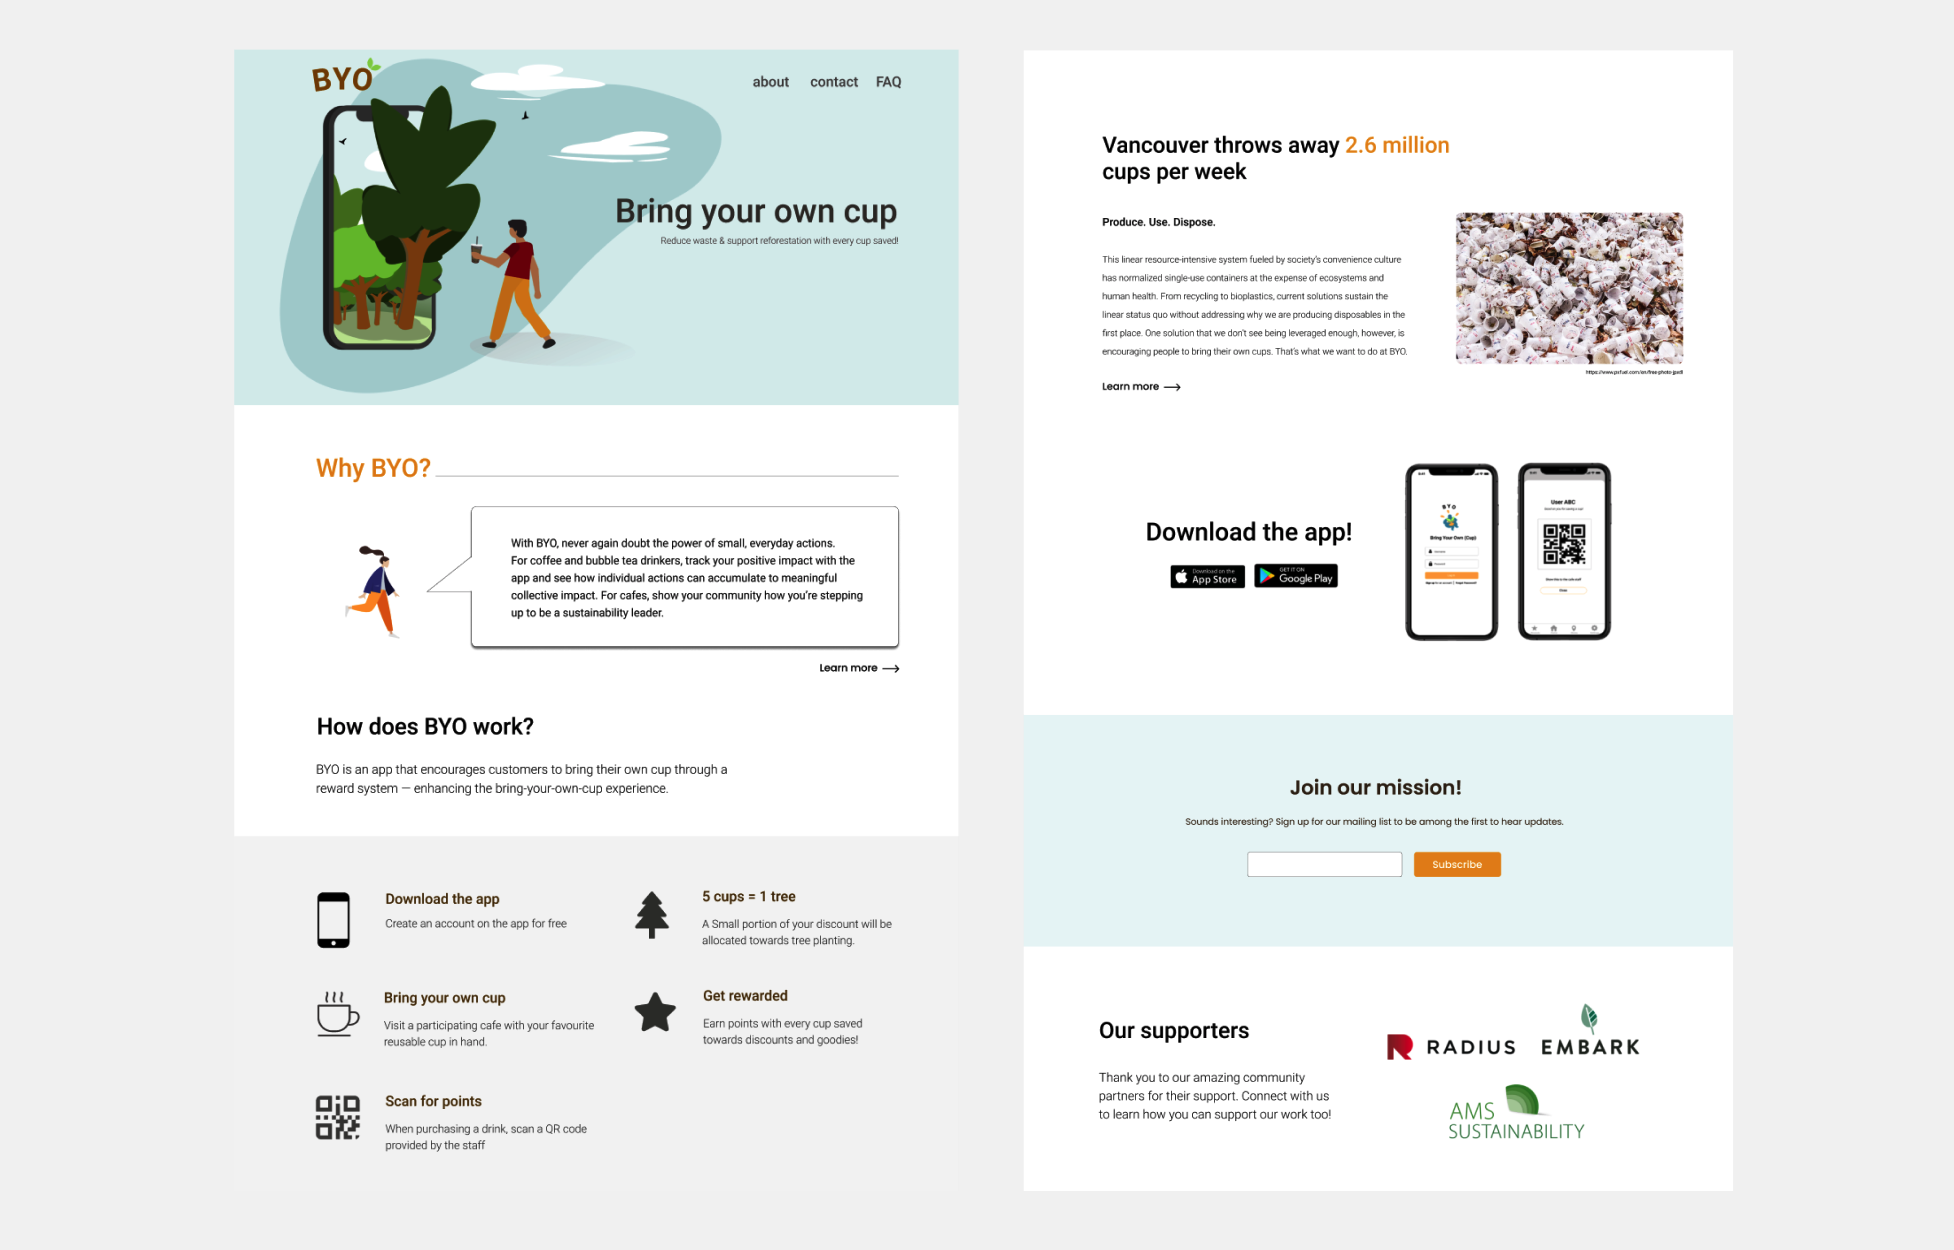 BYO
about contact FAQ
Bring your own cup
Reduce waste & support reforestation with every cup saved!
Why BYO?
With BYO, never again doubt the power of small, everyday actions.
For coffee and bubble tea drinkers, track your positive impact with the
app and see how individual actions can accumulate to meaningful
collective impact. For cafes, show your community how you're stepping
up to be a sustainability leader.
Learn more
How does BYO work?
BYO is an app that encourages customers to bring their own cup through a
reward system — enhancing the bring-your-own-cup experience.
Download the app
Create an account on the app for free
5 cups = 1 tree
A Small portion of your discount will be
allocated towards tree planting.
Bring your own cup
Visit a participating cafe with your favourite
reusable cup in hand.
Get rewarded
Earn points with every cup saved
towards discounts and goodies!
Scan for points
When purchasing a drink, scan a QR code
provided by the staff
Vancouver throws away 2.6 million
cups per week
Produce. Use. Dispose.
This linear resource-intensive system fueled by society's convenience culture
has normalized single-use containers at the expense of ecosystems and
human health. From recycling to bioplastics, current solutions sustain the
linear status quo without addressing why we are producing disposables in the
first place. One solution that we don't see being leveraged enough, however, is
encouraging people to bring their own cups. That's what we want to do at BYO.
Learn more
Download the app!
Download on the
App Store
GET IT ON
Google Play
BYO
Bring Your Own (Cup)
User ABC
Join our mission!
Sounds interesting? Sign up for our mailing list to be among the first to hear updates.
Subscribe
Our supporters
Thank you to our amazing community
partners for their support. Connect with us
to learn how you can support our work too!
RADIUS
EMBARK
AMS
SUSTAINABILITY